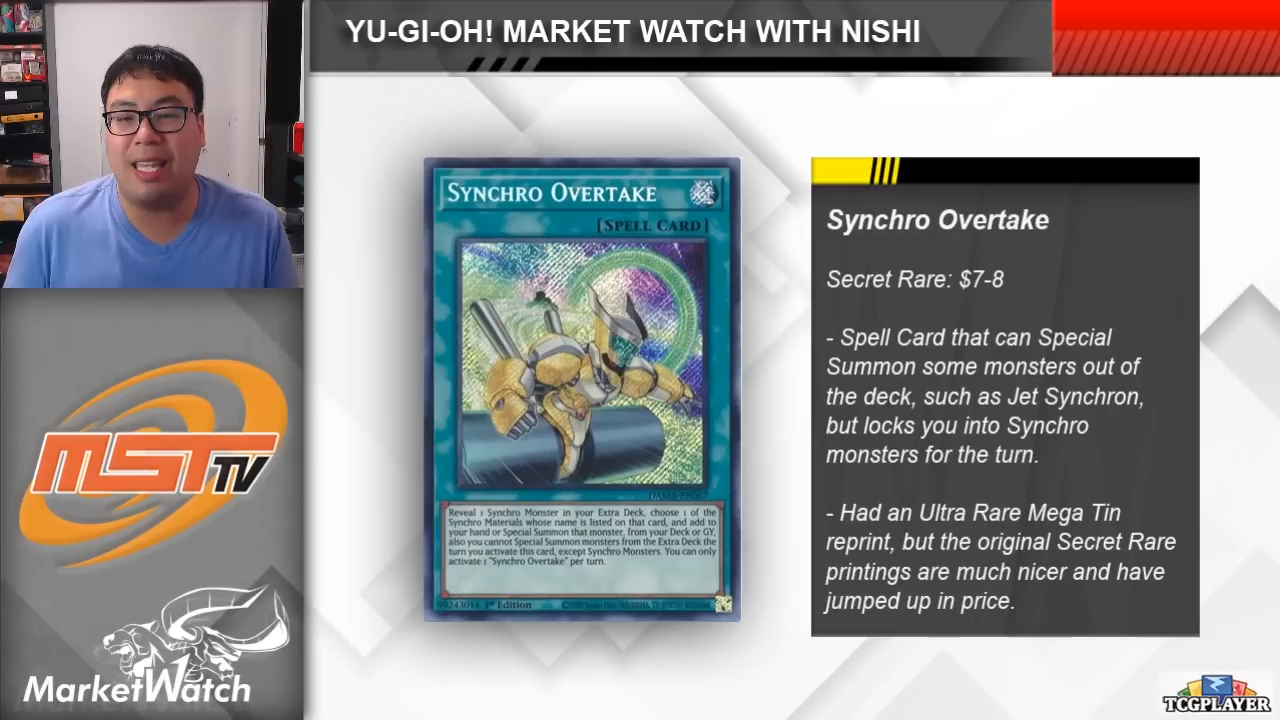 YU-GI-OH! MARKET WATCH WITH NISHI
SYNCHRO OVERTAKE
[SPELL CARD]
DAMA-EN067
Reveal 1 Synchro Monster in your Extra Deck, choose 1 of the
Synchro Materials whose name is listed on that card, and add to
your hand or Special Summon that monster, from your Deck or GY,
also you cannot Special Summon monsters from the Extra Deck the
turn you activate this card, except Synchro Monsters. You can only
activate 1 "Synchro Overtake" per turn.
99243014 1st Edition
Synchro Overtake
Secret Rare: $7-8
- Spell Card that can Special
Summon some monsters out of
the deck, such as Jet Synchron,
but locks you into Synchro
monsters for the turn.
- Had an Ultra Rare Mega Tin
reprint, but the original Secret Rare
printings are much nicer and have
jumped up in price.
MST TV
MarketWatch
TCGPLAYER